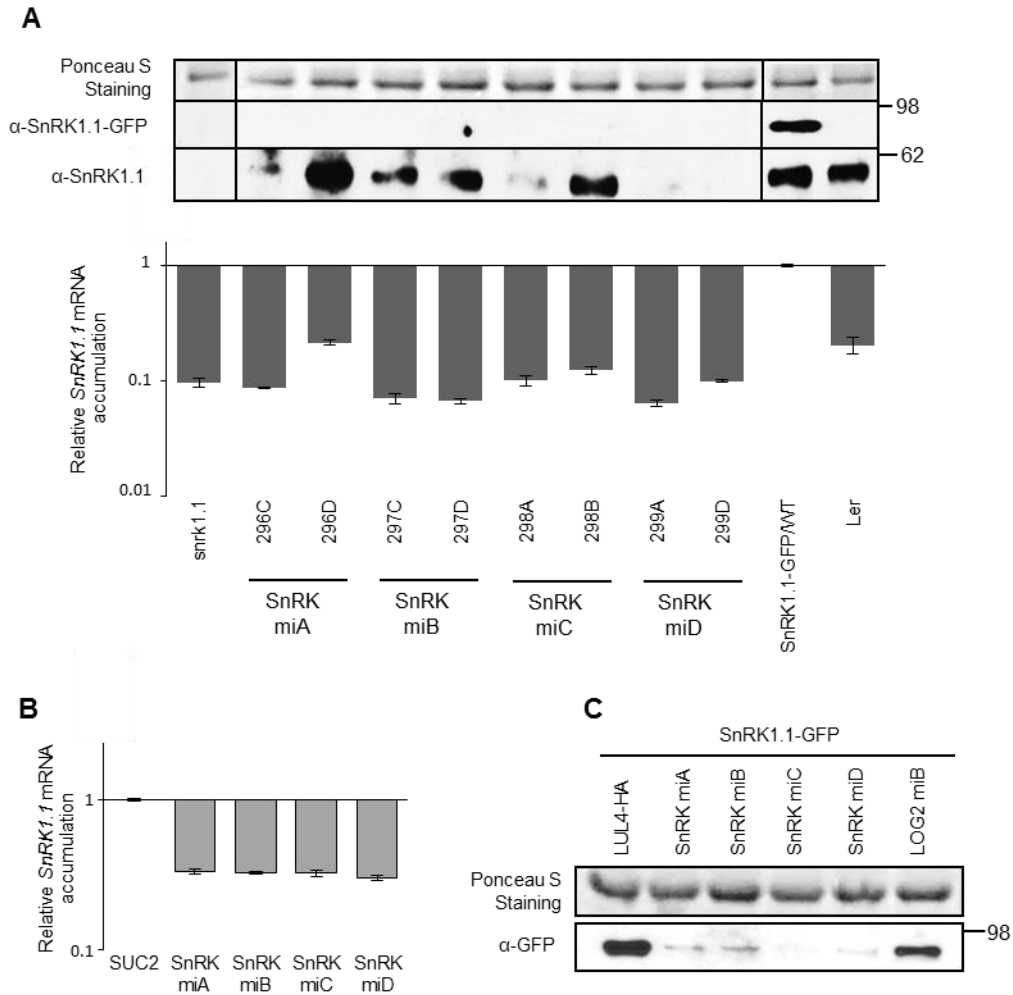 A
Ponceau S
Staining
α-SnRK1.1-GFP
α-SnRK1.1
98
62
Relative SnRK1.1 mRNA
accumulation
1
0.1
0.01
snrk1.1
296C
296D
297C
297D
298A
298B
299A
299D
SnRK1.1-GFP/WT
Ler
SnRK
miA
SnRK
miB
SnRK
miC
SnRK
miD
B
Relative SnRK1.1 mRNA
accumulation
1
0.1
SUC2
SnRK
miA
SnRK
miB
SnRK
miC
SnRK
miD
C
SnRK1.1-GFP
LUL4-HA
SnRK miA
SnRK miB
SnRK miC
SnRK miD
LOG2 miB
Ponceau S
Staining
α-GFP
98